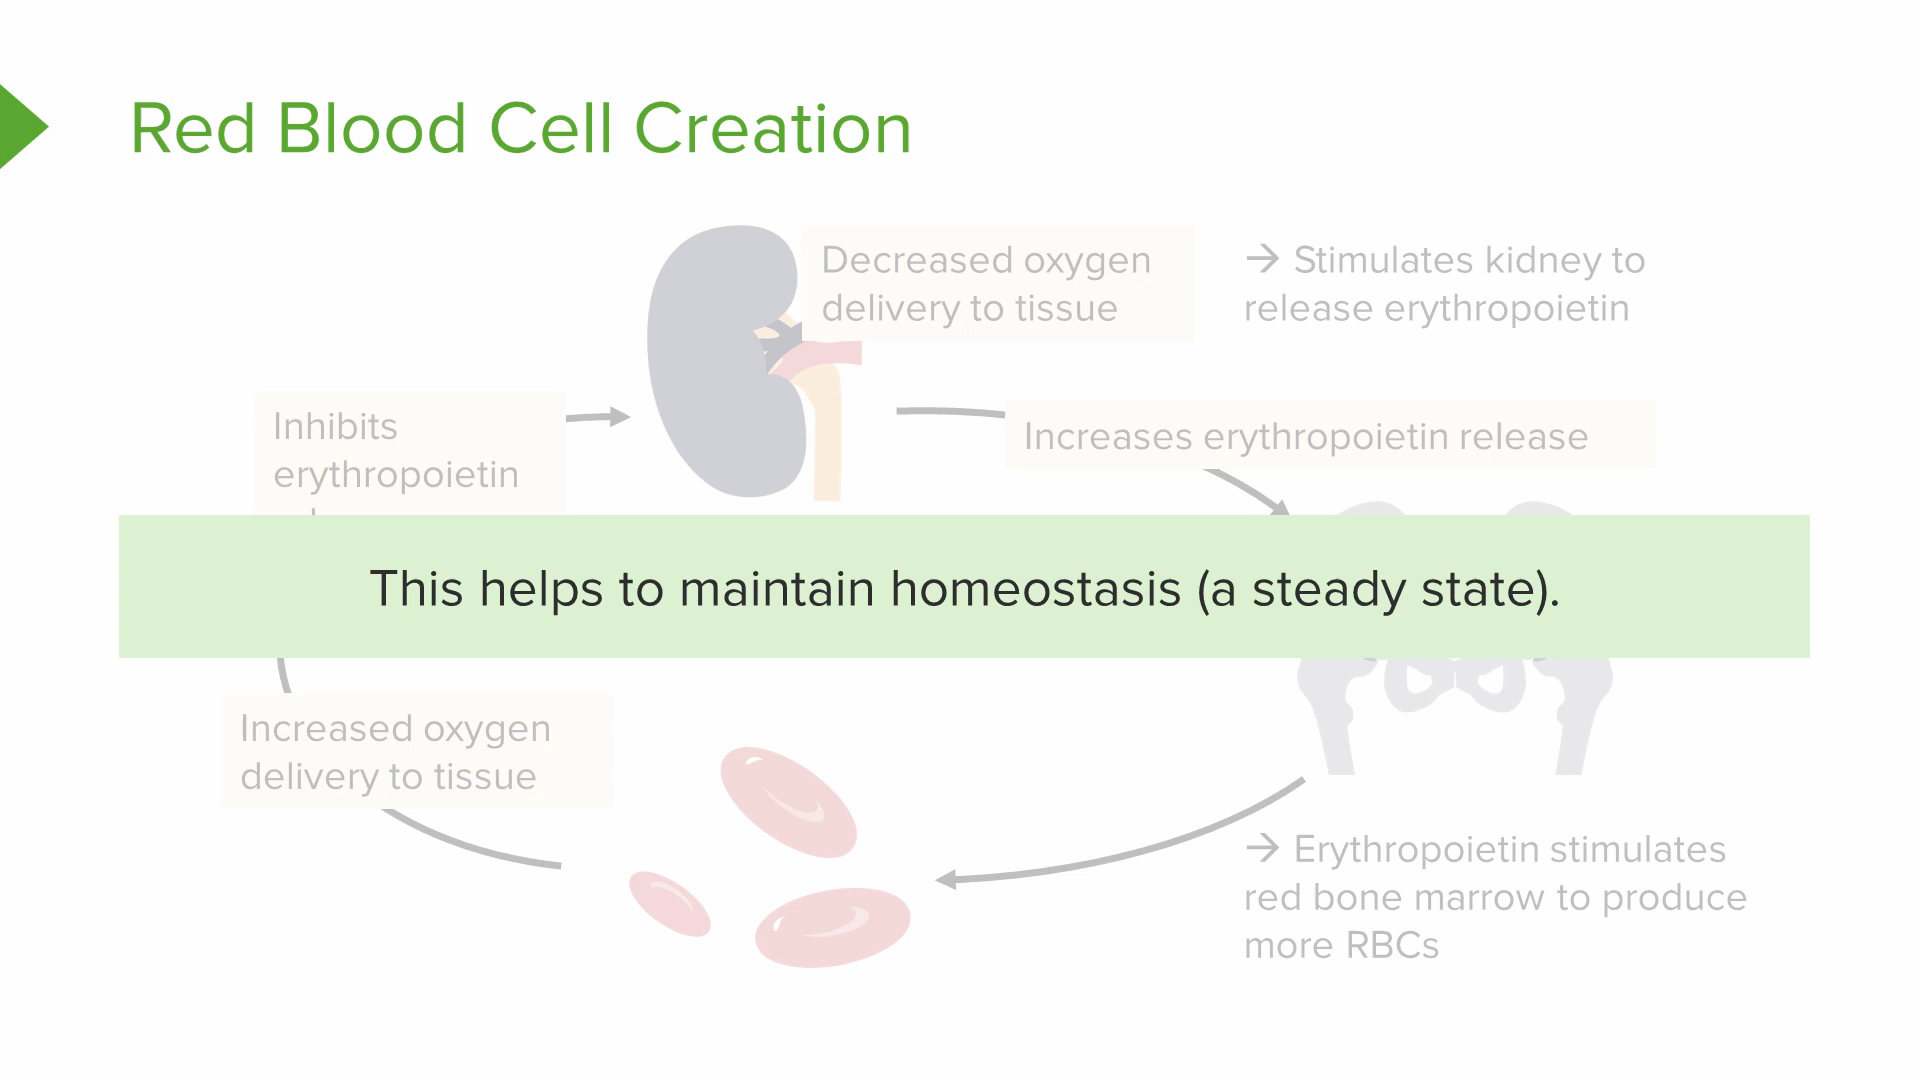 Red Blood Cell Creation
Decreased oxygen
delivery to tissue
→ Stimulates kidney to
release erythropoietin
Inhibits
erythropoietin
Increases erythropoietin release
This helps to maintain homeostasis (a steady state).
Increased oxygen
delivery to tissue
→ Erythropoietin stimulates
red bone marrow to produce
more RBCs